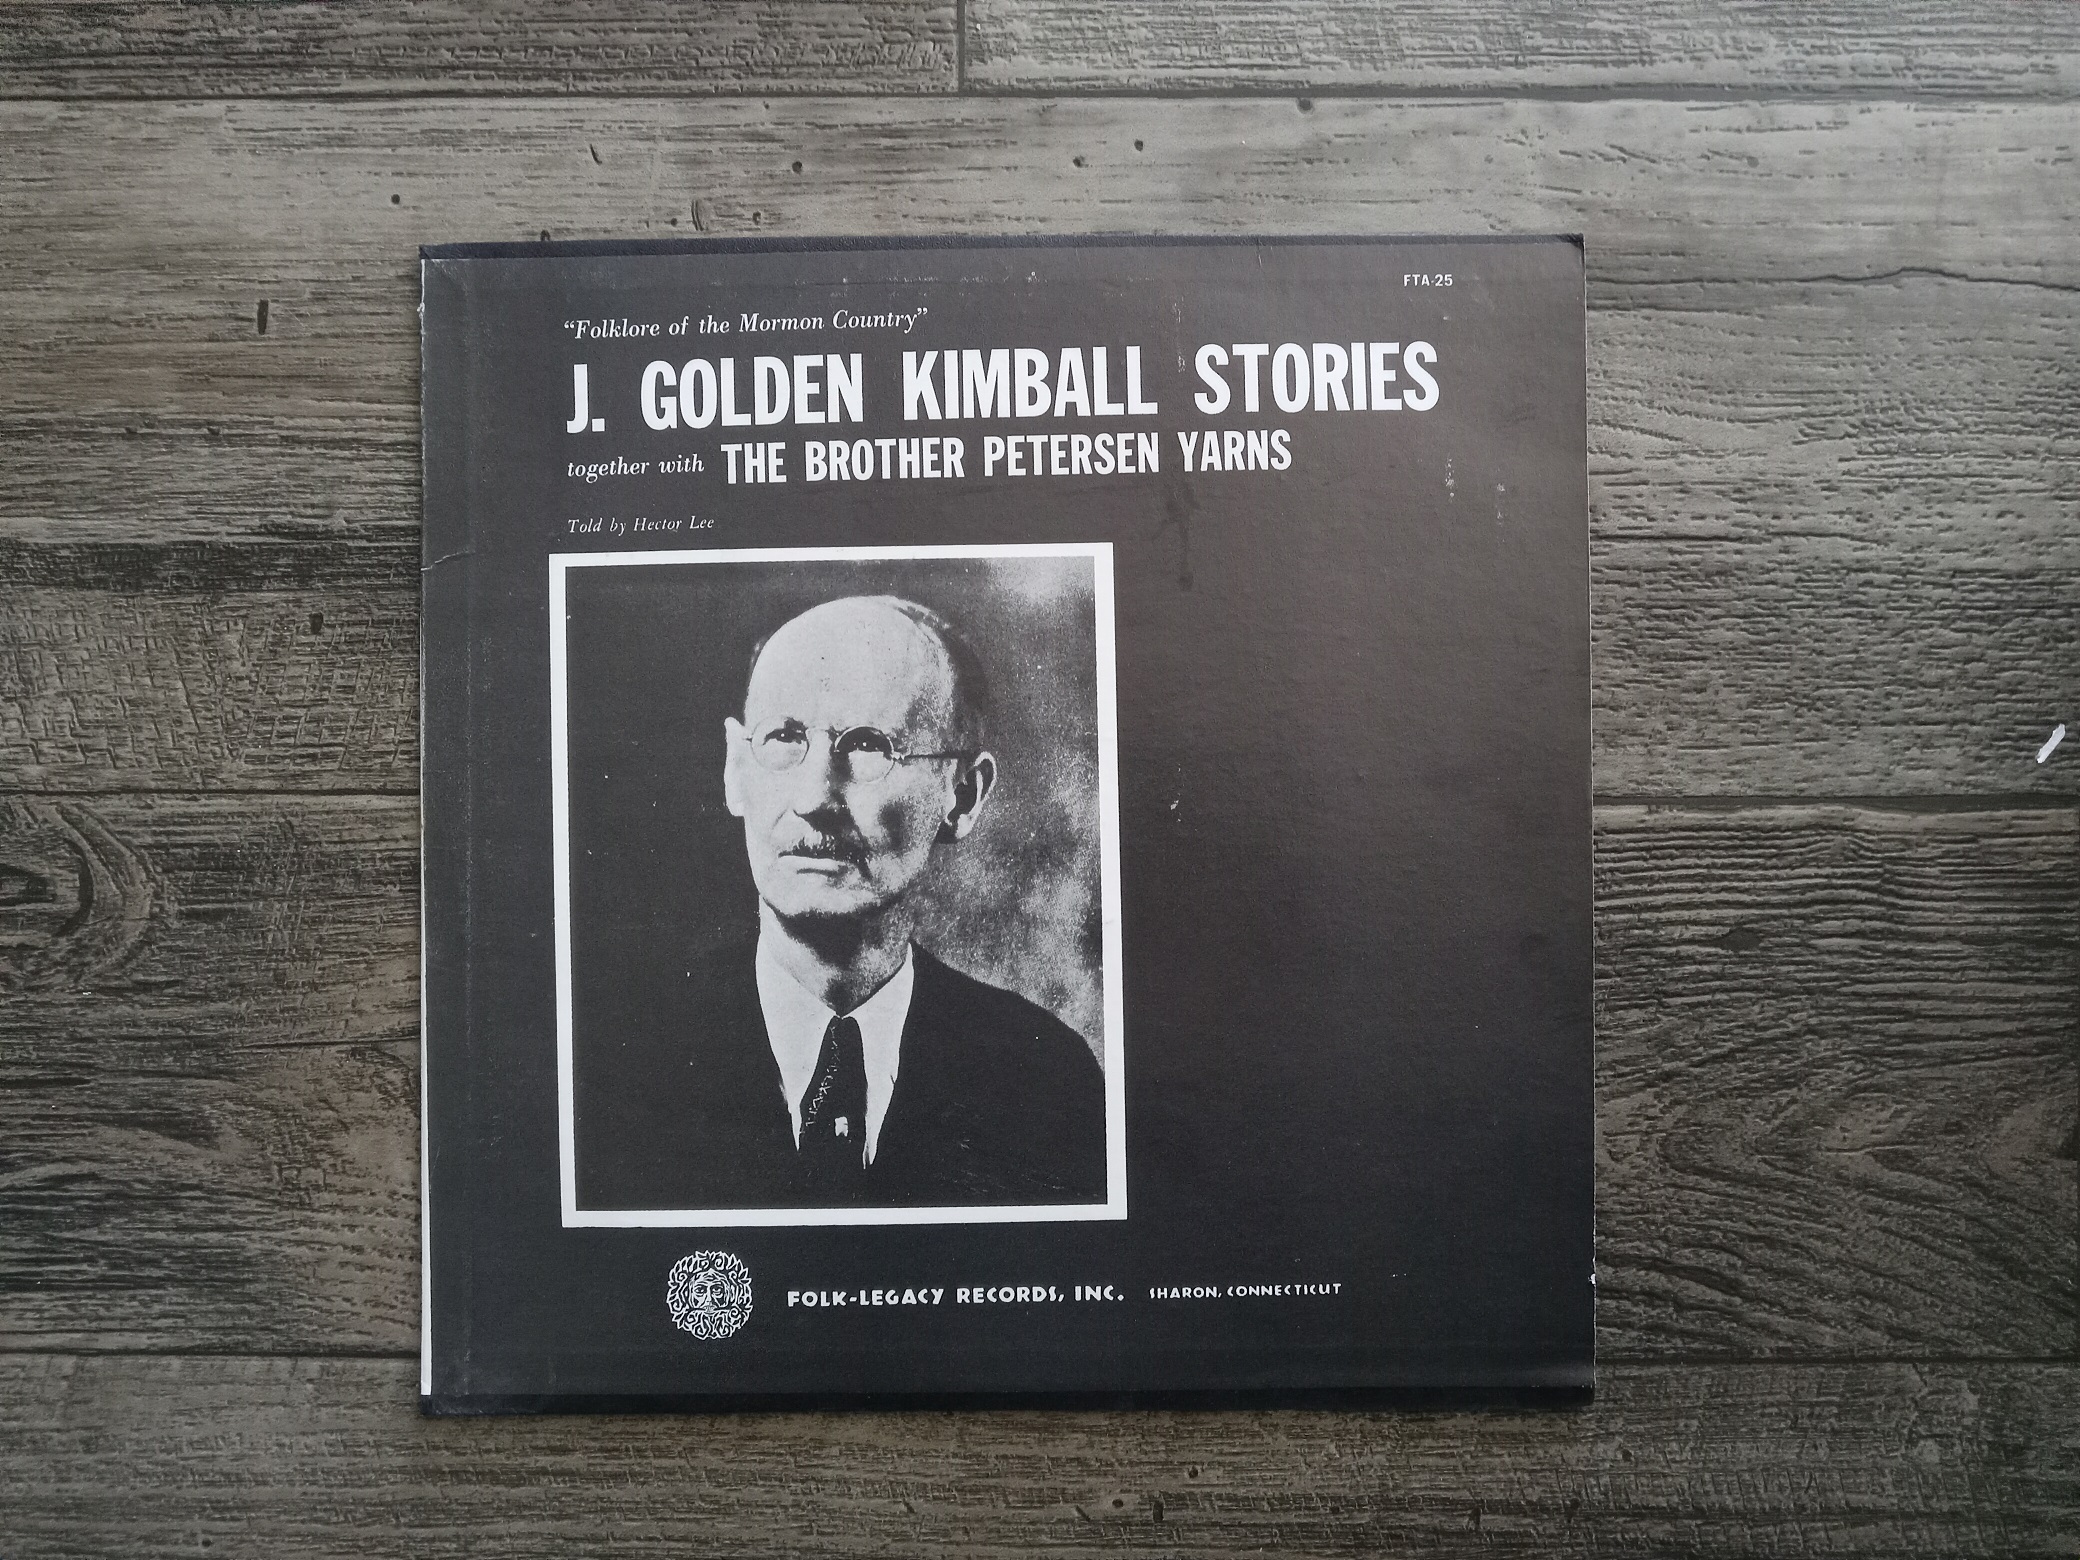 FTA-25
“Folklore of the Mormon Country”
J. GOLDEN KIMBALL STORIES
together with THE BROTHER PETERSEN YARNS
Told by Hector Lee
FOLK-LEGACY RECORDS, INC. SHARON, CONNECTICUT